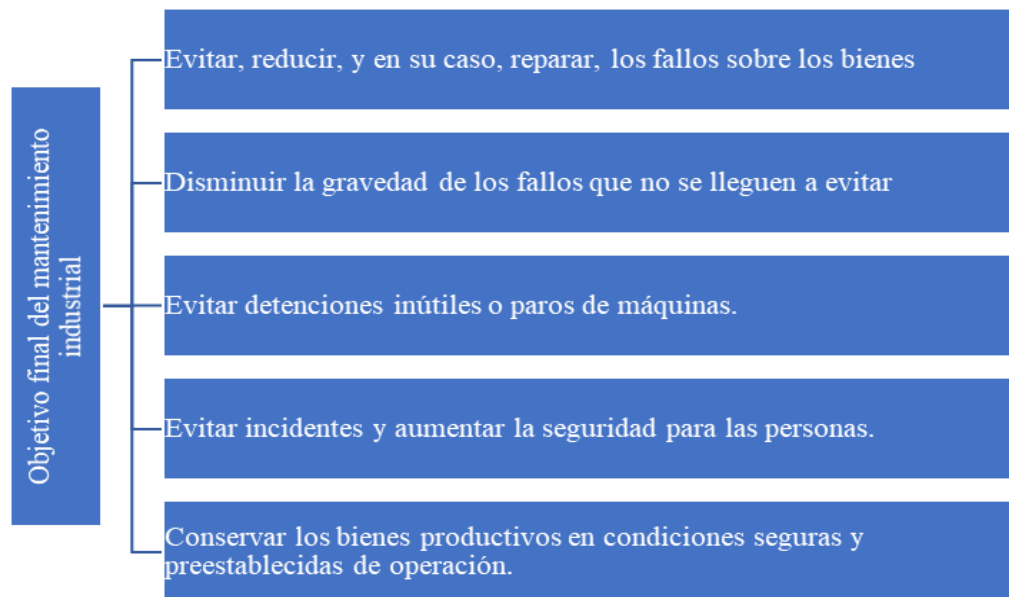 Objetivo final del mantenimiento
industrial
Evitar, reducir, y en su caso, reparar, los fallos sobre los bienes
Disminuir la gravedad de los fallos que no se lleguen a evitar
Evitar detenciones inútiles o paros de máquinas.
Evitar incidentes y aumentar la seguridad para las personas.
Conservar los bienes productivos en condiciones seguras y
preestablecidas de operación.